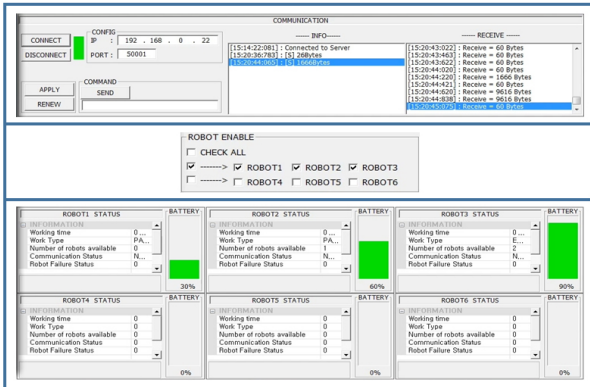 COMMUNICATION
CONNECT
DISCONNECT
CONFIG
IP : 192 . 168 . 0 . 22
PORT : 50001
APPLY
RENEW
COMMAND
SEND
----- INFO-----
[15:14:22:081] : Connected to Server
[15:20:36:783] : [S] 26Bytes
[15:20:44:065] : [S] 1666Bytes
----- RECEIVE -----
[15:20:43:022] : Receive = 60 Bytes
[15:20:43:463] : Receive = 60 Bytes
[15:20:43:622] : Receive = 60 Bytes
[15:20:44:020] : Receive = 60 Bytes
[15:20:44:220] : Receive = 1666 Bytes
[15:20:44:421] : Receive = 60 Bytes
[15:20:44:620] : Receive = 9616 Bytes
[15:20:44:838] : Receive = 9616 Bytes
[15:20:45:075] : Receive = 60 Bytes
ROBOT ENABLE
CHECK ALL
-------> ROBOT1 ROBOT2 ROBOT3
-------> ROBOT4 ROBOT5 ROBOT6
ROBOT1 STATUS
INFORMATION
Working time 0 ...
Work Type PA...
Number of robots available 0
Communication Status N...
Robot Failure Status 0
BATTERY
30%
ROBOT2 STATUS
INFORMATION
Working time 0 ...
Work Type PA...
Number of robots available 1
Communication Status N...
Robot Failure Status 0
BATTERY
60%
ROBOT3 STATUS
INFORMATION
Working time 0 ...
Work Type E...
Number of robots available 2
Communication Status N...
Robot Failure Status 0
BATTERY
90%
ROBOT4 STATUS
INFORMATION
Working time 0
Work Type 0
Number of robots available 0
Communication Status 0
Robot Failure Status 0
BATTERY
0%
ROBOT5 STATUS
INFORMATION
Working time 0
Work Type 0
Number of robots available 0
Communication Status 0
Robot Failure Status 0
BATTERY
0%
ROBOT6 STATUS
INFORMATION
Working time 0
Work Type 0
Number of robots available 0
Communication Status 0
Robot Failure Status 0
BATTERY
0%